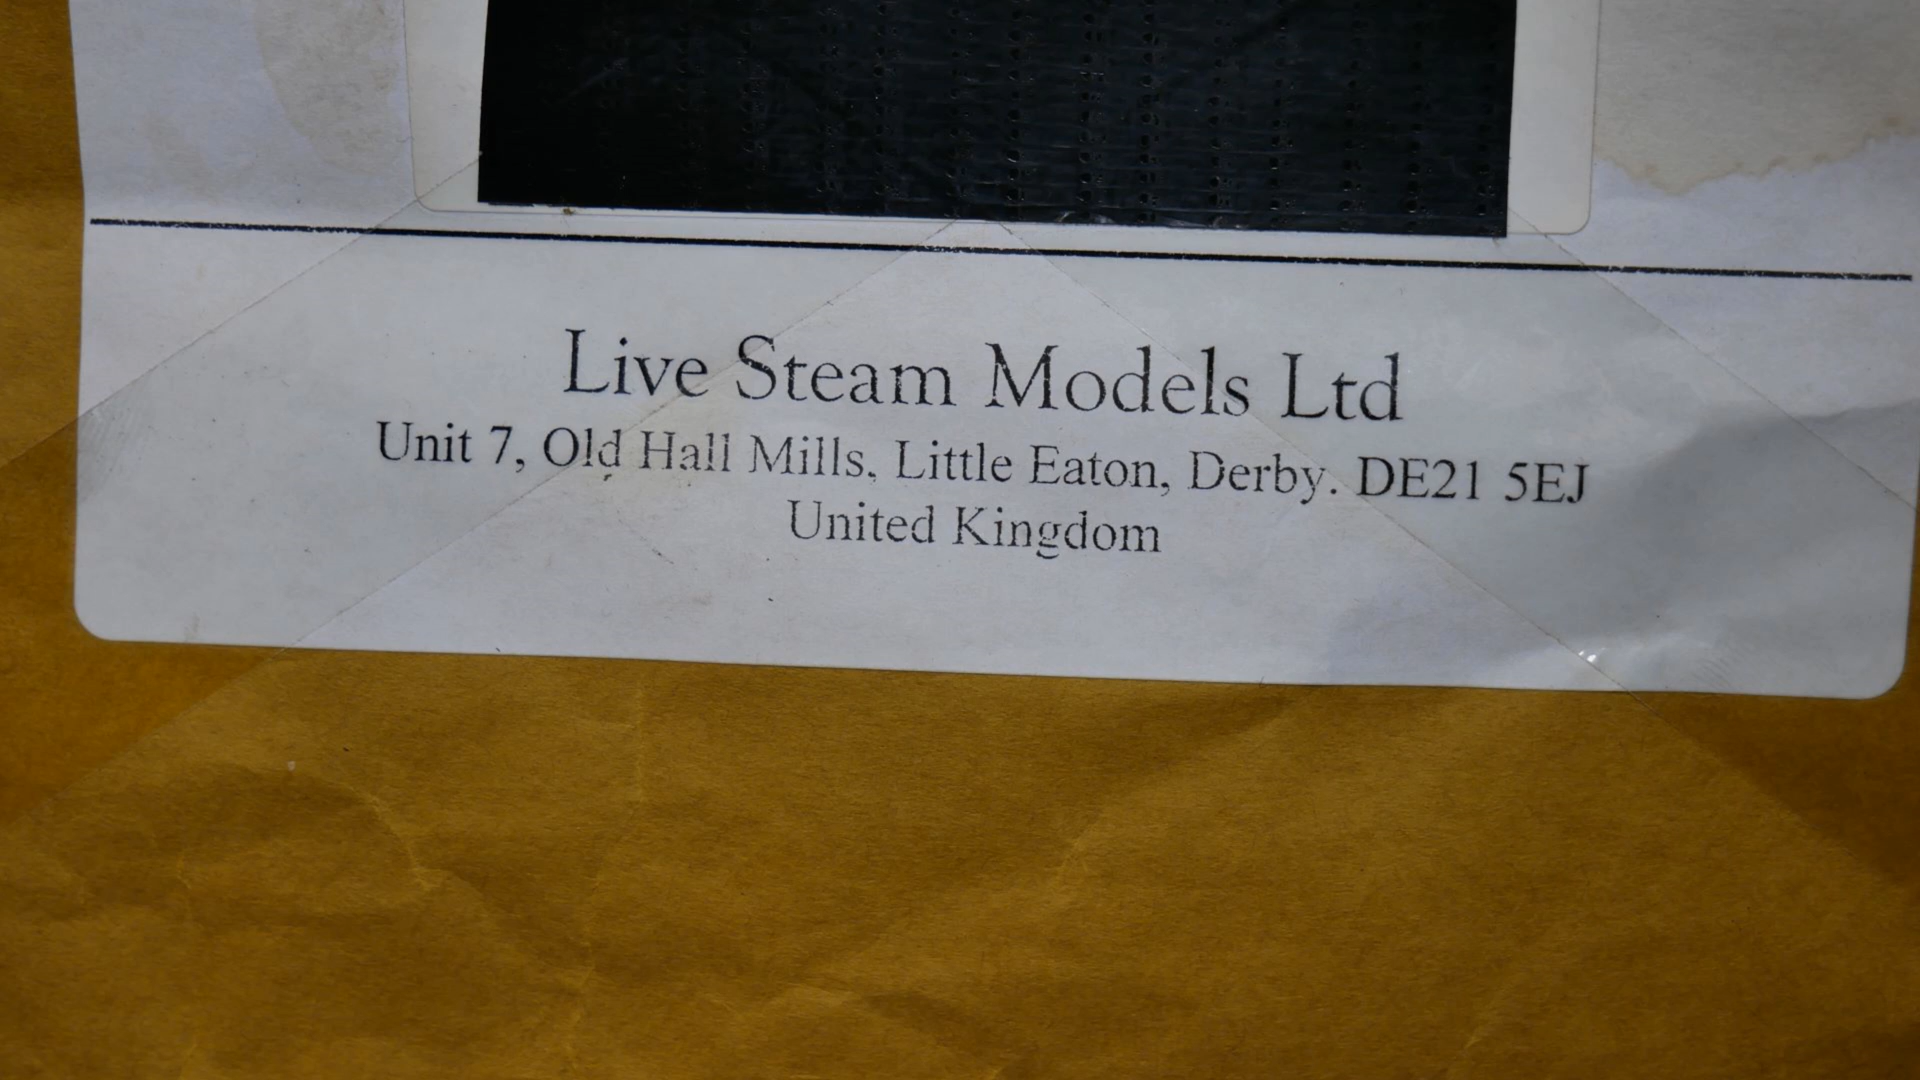 Live Steam Models Ltd
Unit 7, Old Hall Mills, Little Eaton, Derby. DE21 5EJ
United Kingdom